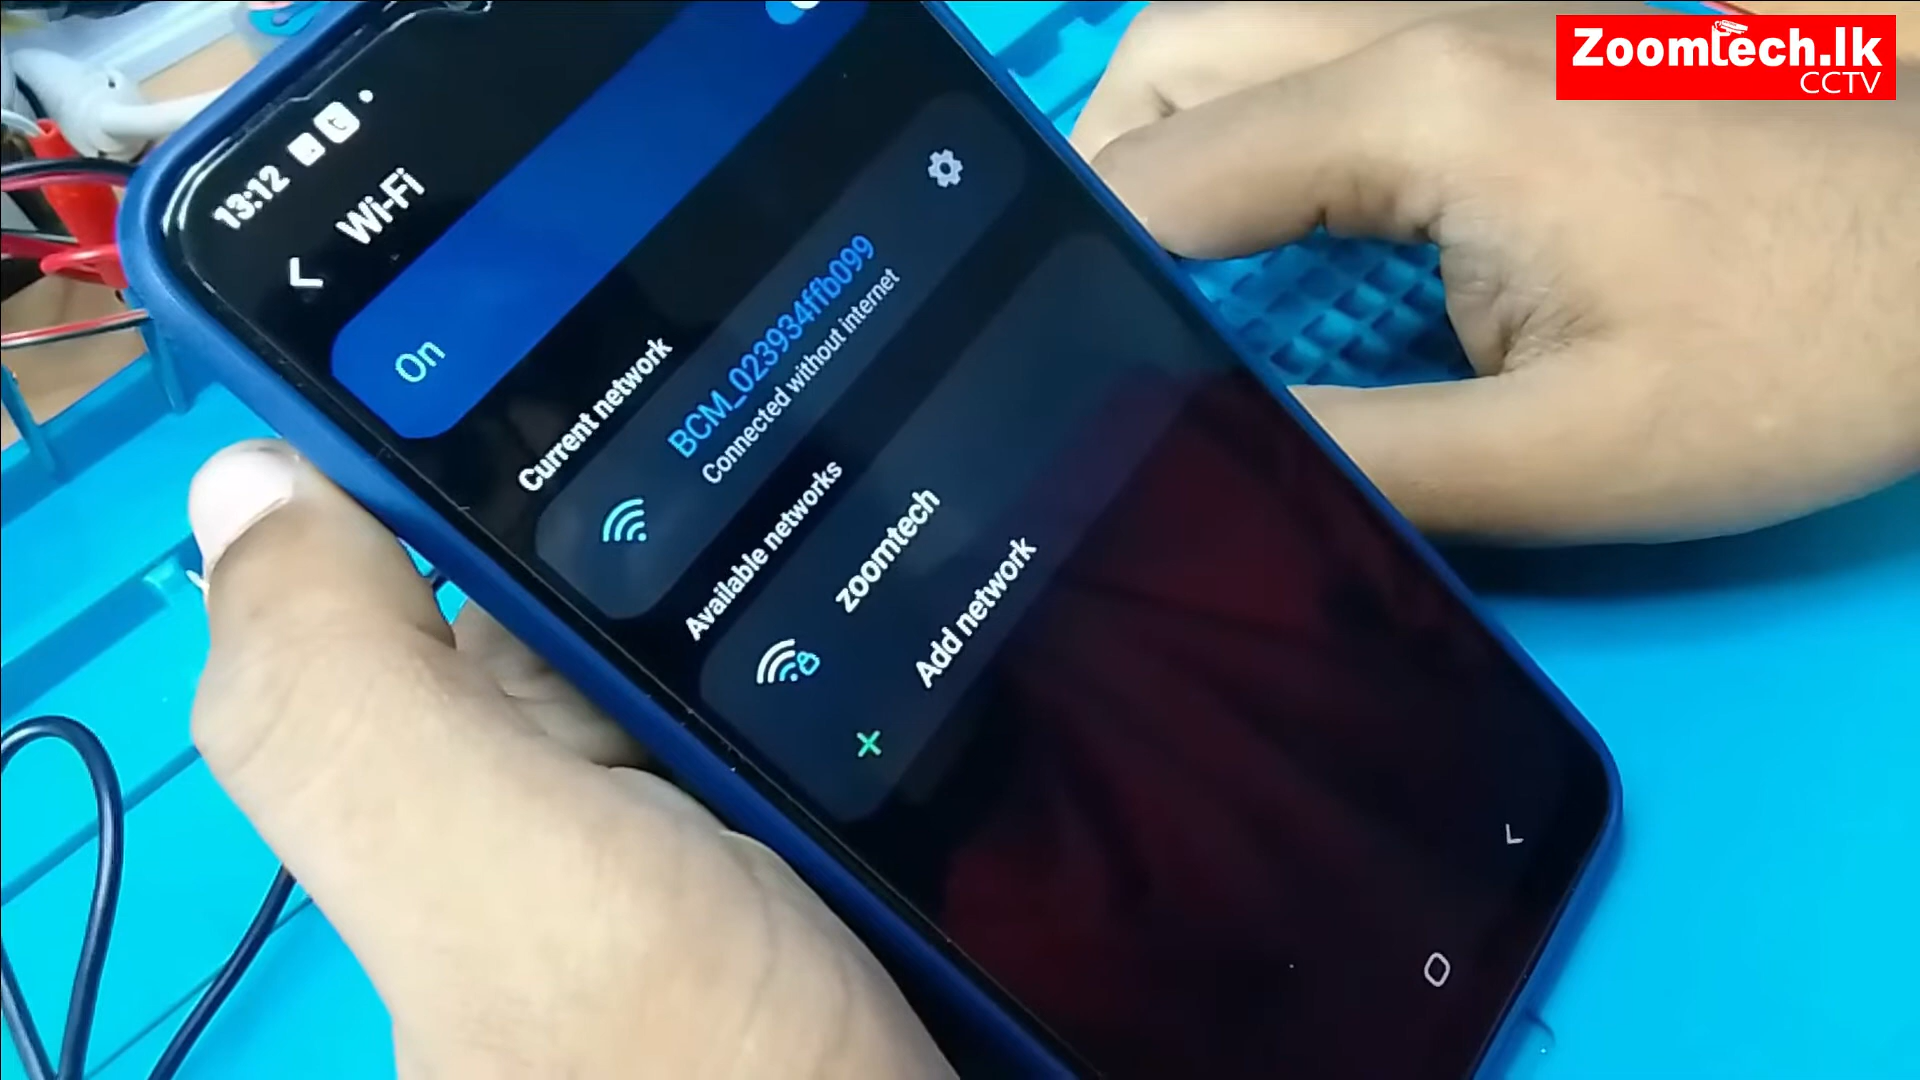 Zoomtech.lk
CCTV
13:12
Wi-Fi
On
Current network
BCM_023934ffb099
Connected without internet
Available networks
zoomtech
Add network